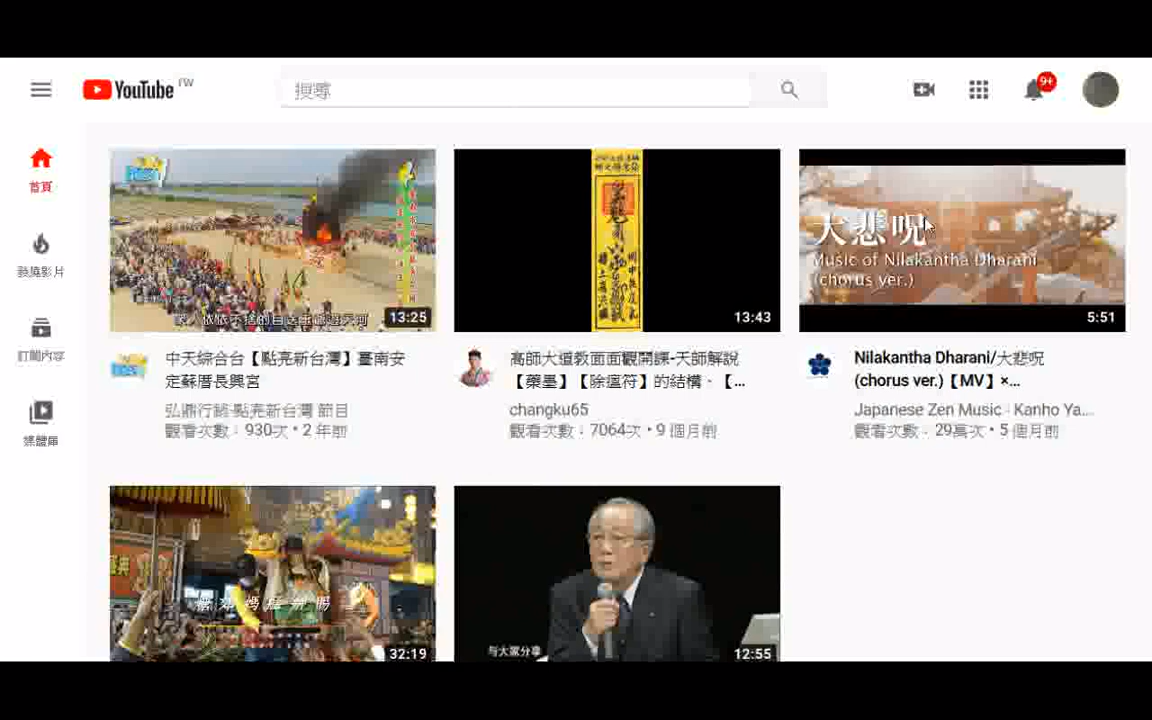 YouTube TW
搜尋
9+
首頁
發燒影片
訂閱內容
媒體庫
13:25
中天綜合台【點亮新台灣】臺南安
定蘇厝長興宮
弘鼎行銷-點亮新台灣 節目
觀看次數：930次 • 2 年前
13:43
高師大道教面面觀開課-天師解說
【藥墨】【除瘟符】的結構、【...
changku65
觀看次數：7064次 • 9 個月前
大悲呪
Music of Nilakantha Dharani
(chorus ver.)
5:51
Nilakantha Dharani/大悲呪
(chorus ver.)【MV】×...
Japanese Zen Music - Kanho Ya...
觀看次數：29萬次 • 5 個月前
32:19
与大家分享
12:55